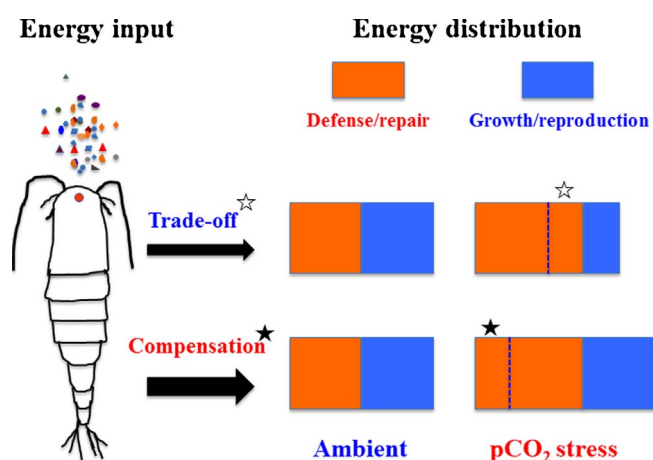 Energy input
Energy distribution
Defense/repair
Growth/reproduction
Trade-off☆
☆
Compensation★
★
Ambient
pCO₂ stress